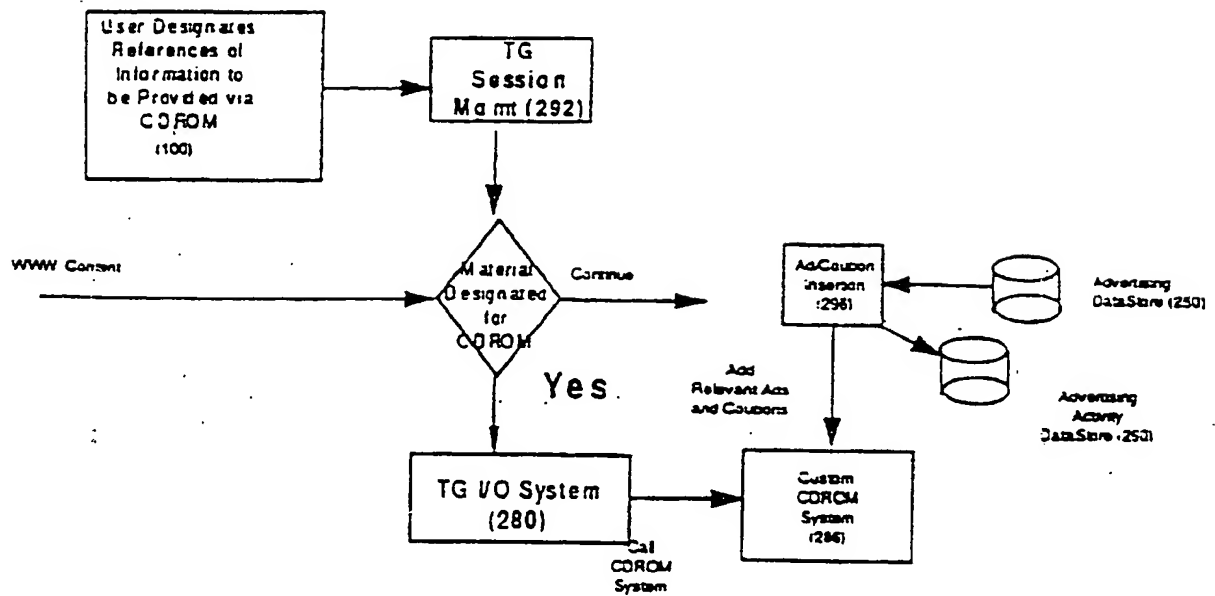 User Designates
References of
Information to
be Provided via
CDROM
(100)
TG
Session
Mgmt (292)
WWW Content
Material
Designated
for
CDROM
Continue
Yes
Ad/Coupon
Insertion
(296)
Advertising
DataStore (250)
Add
Relevant Ads
and Coupons
Advertising
Activity
DataStore (250)
TG I/O System
(280)
Call
CDROM
System
Custom
CDROM
System
(286)